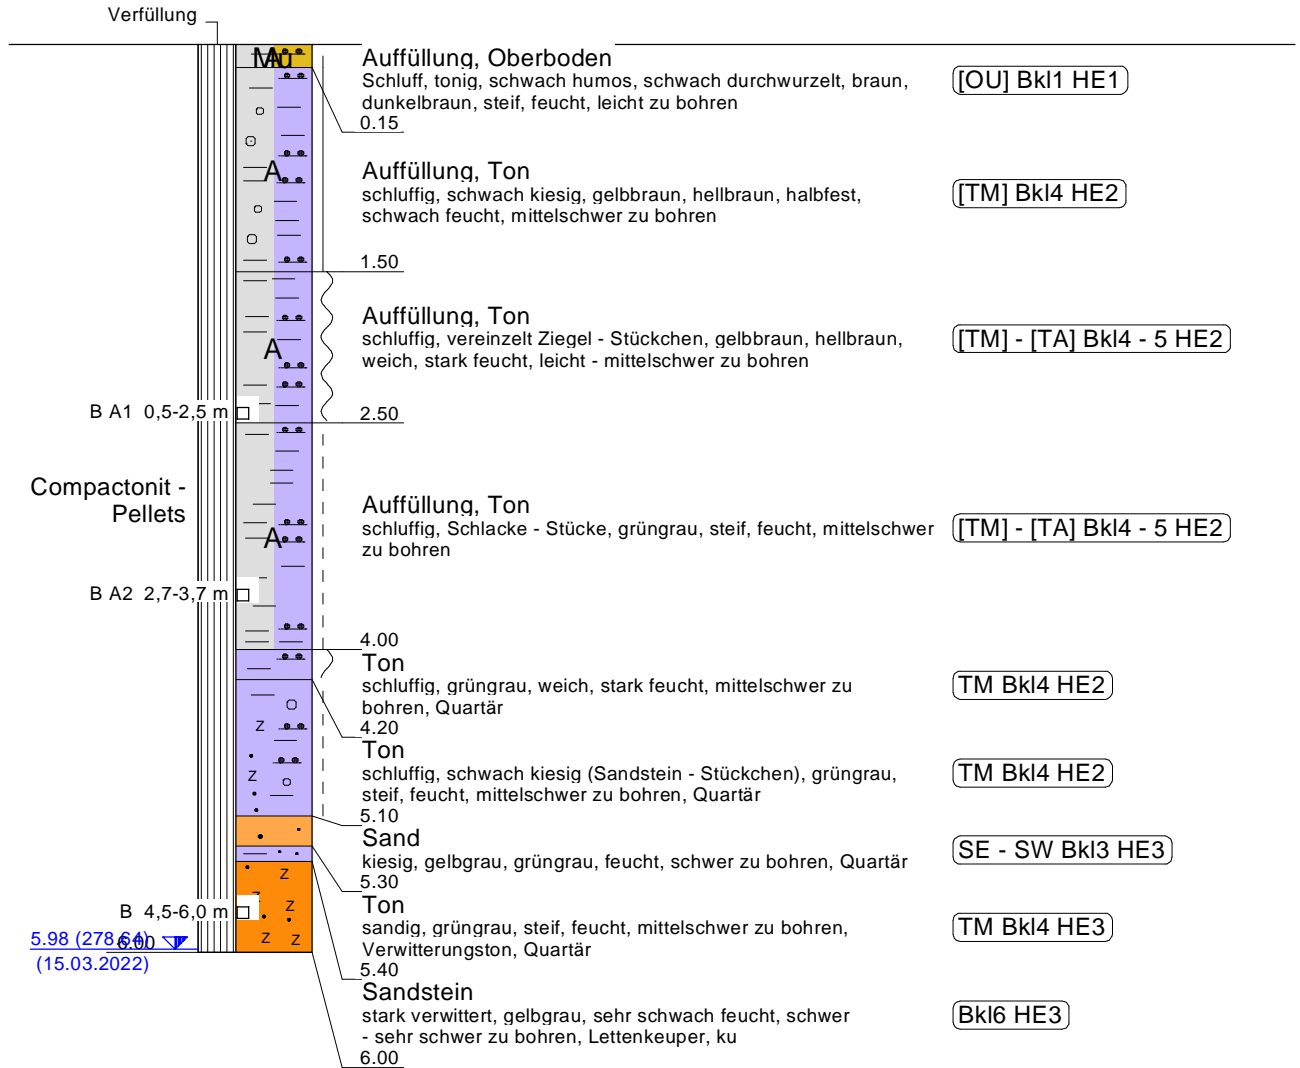 Verfüllung
Mu
A
Auffüllung, Oberboden
Schluff, tonig, schwach humos, schwach durchwurzelt, braun,
dunkelbraun, steif, feucht, leicht zu bohren
0.15
[OU] Bkl1 HE1
A
Auffüllung, Ton
schluffig, schwach kiesig, gelbbraun, hellbraun, halbfest,
schwach feucht, mittelschwer zu bohren
1.50
[TM] Bkl4 HE2
A
Auffüllung, Ton
schluffig, vereinzelt Ziegel - Stückchen, gelbbraun, hellbraun,
weich, stark feucht, leicht - mittelschwer zu bohren
2.50
[TM] - [TA] Bkl4 - 5 HE2
B A1 0,5-2,5 m
Compactonit -
Pellets
A
Auffüllung, Ton
schluffig, Schlacke - Stücke, grüngrau, steif, feucht, mittelschwer
zu bohren
4.00
[TM] - [TA] Bkl4 - 5 HE2
B A2 2,7-3,7 m
Ton
schluffig, grüngrau, weich, stark feucht, mittelschwer zu
bohren, Quartär
4.20
TM Bkl4 HE2
Z
Z
Ton
schluffig, schwach kiesig (Sandstein - Stückchen), grüngrau,
steif, feucht, mittelschwer zu bohren, Quartär
5.10
TM Bkl4 HE2
Sand
kiesig, gelbgrau, grüngrau, feucht, schwer zu bohren, Quartär
5.30
SE - SW Bkl3 HE3
Ton
sandig, grüngrau, steif, feucht, mittelschwer zu bohren,
Verwitterungston, Quartär
5.40
TM Bkl4 HE3
Z
Z
Z
Z Z
B 4,5-6,0 m
5.98 (278.64)
6.00
(15.03.2022)
Sandstein
stark verwittert, gelbgrau, sehr schwach feucht, schwer
- sehr schwer zu bohren, Lettenkeuper, ku
6.00
Bkl6 HE3